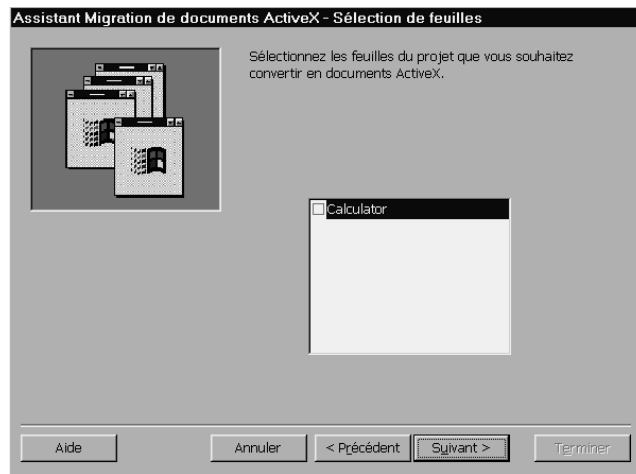 Assistant Migration de documents ActiveX - Sélection de feuilles
Sélectionnez les feuilles du projet que vous souhaitez
convertir en documents ActiveX.
Calculator
Aide
Annuler
< Précédent
Suivant >
Terminer